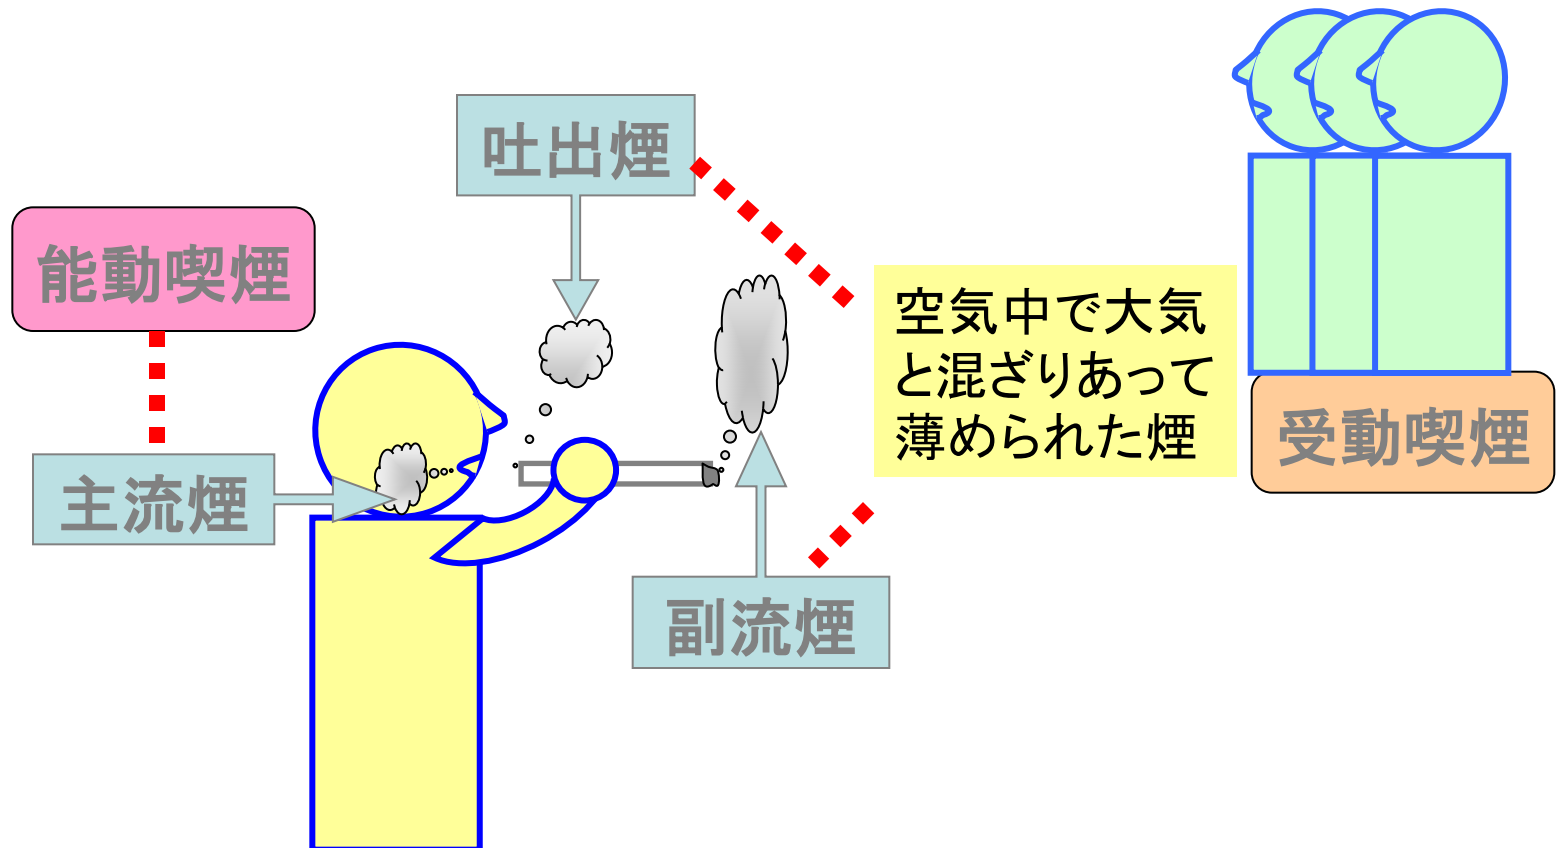 吐出煙
能動喫煙
空気中で大気
と混ざりあって
薄められた煙
受動喫煙
主流煙
副流煙